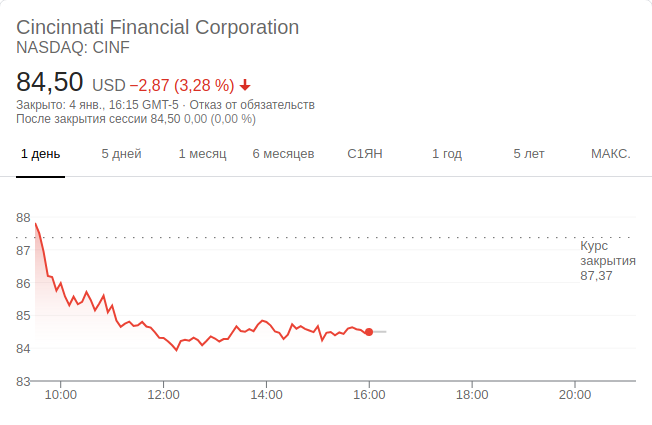 Cincinnati Financial Corporation
NASDAQ: CINF
84,50 USD −2,87 (3,28 %)
Закрыто: 4 янв., 16:15 GMT-5 · Отказ от обязательств
После закрытия сессии 84,50 0,00 (0,00 %)
1 день 5 дней 1 месяц 6 месяцев С1ЯН 1 год 5 лет МАКС.
88
87
86
85
84
83
Курс
закрытия
87,37
10:00 12:00 14:00 16:00 18:00 20:00